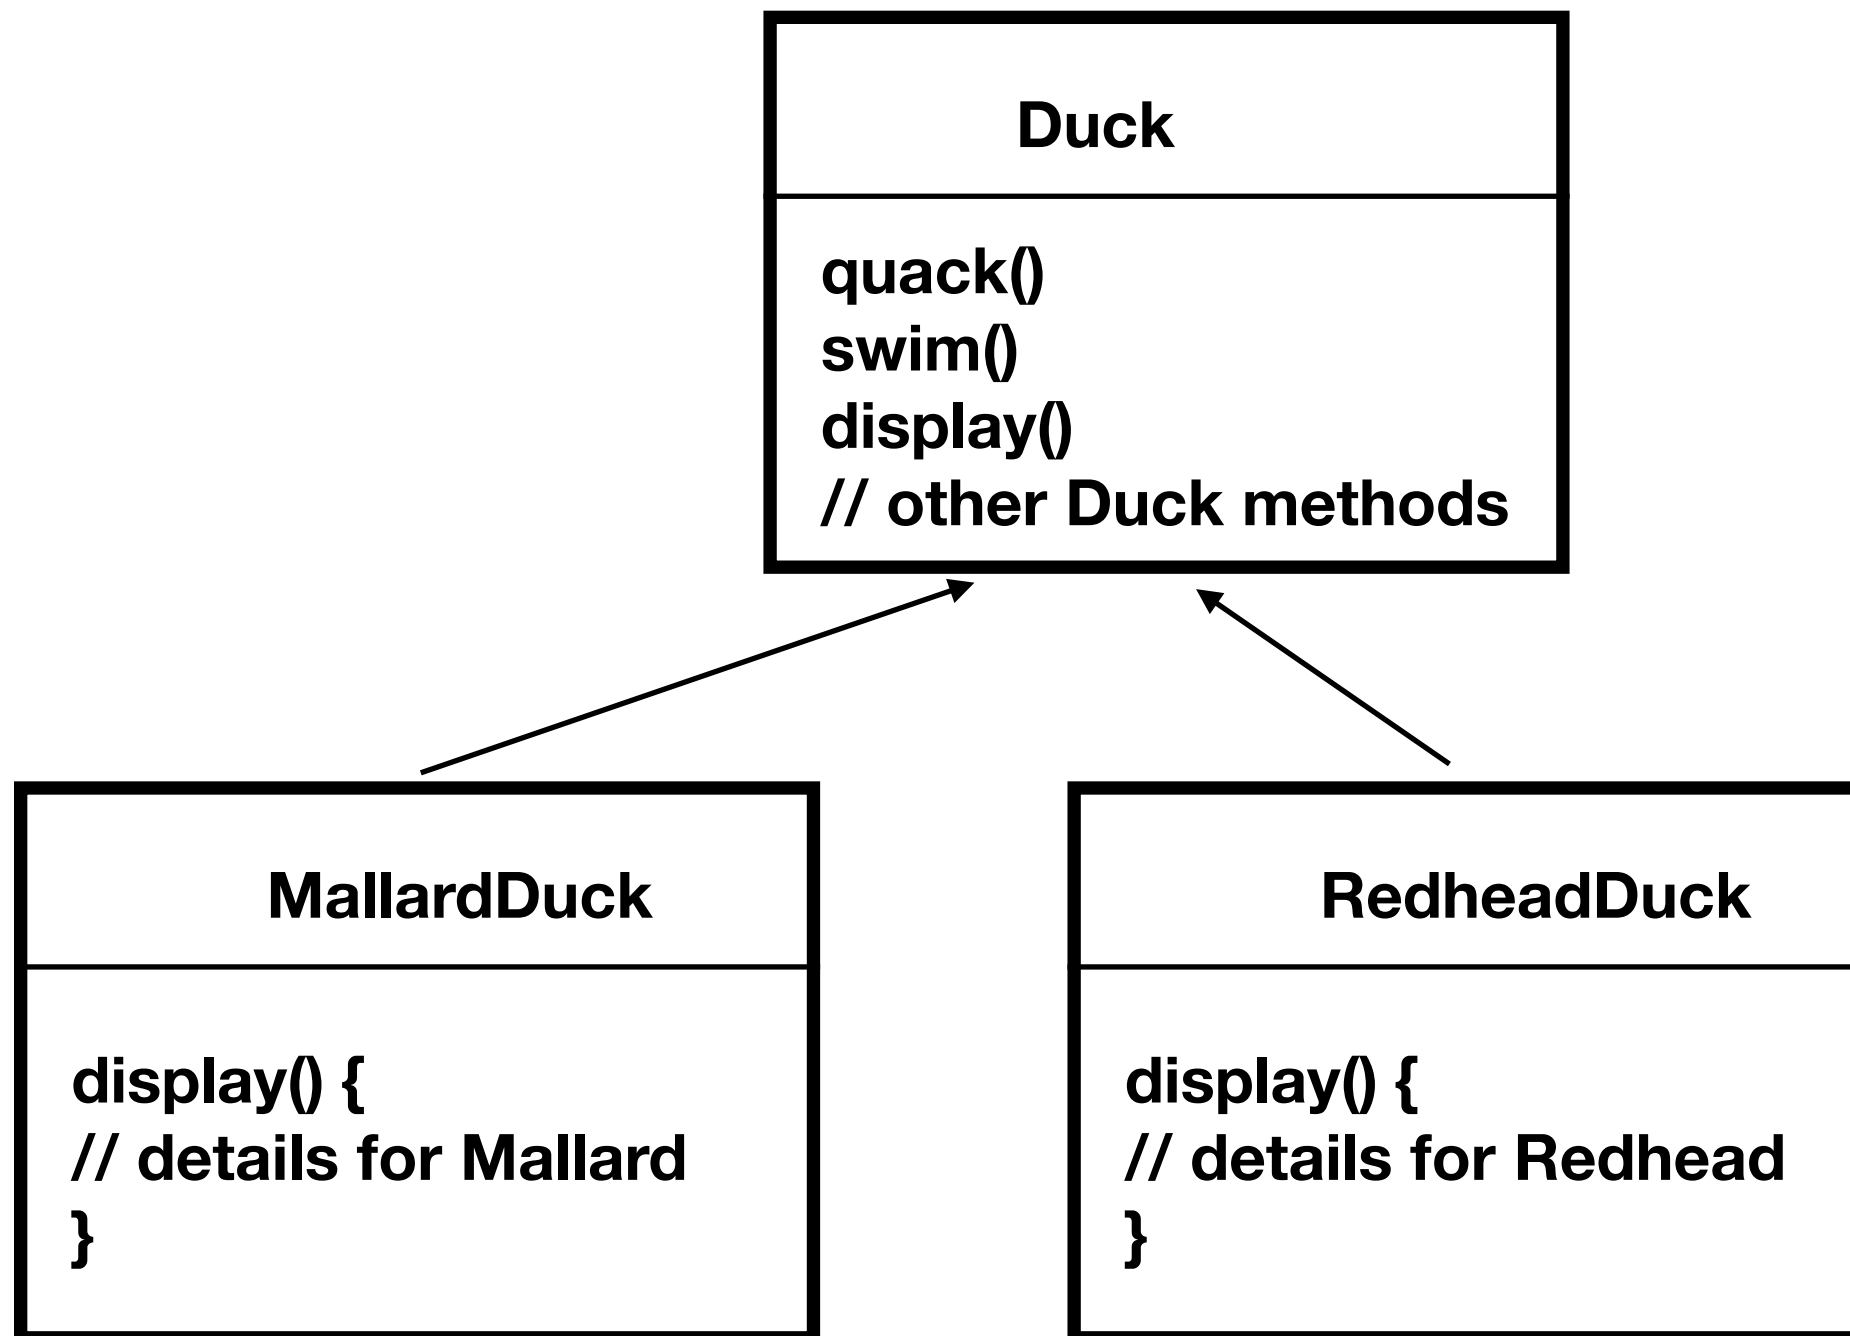 Duck
quack()
swim()
display()
// other Duck methods
MallardDuck
display() {
// details for Mallard
}
RedheadDuck
display() {
// details for Redhead
}